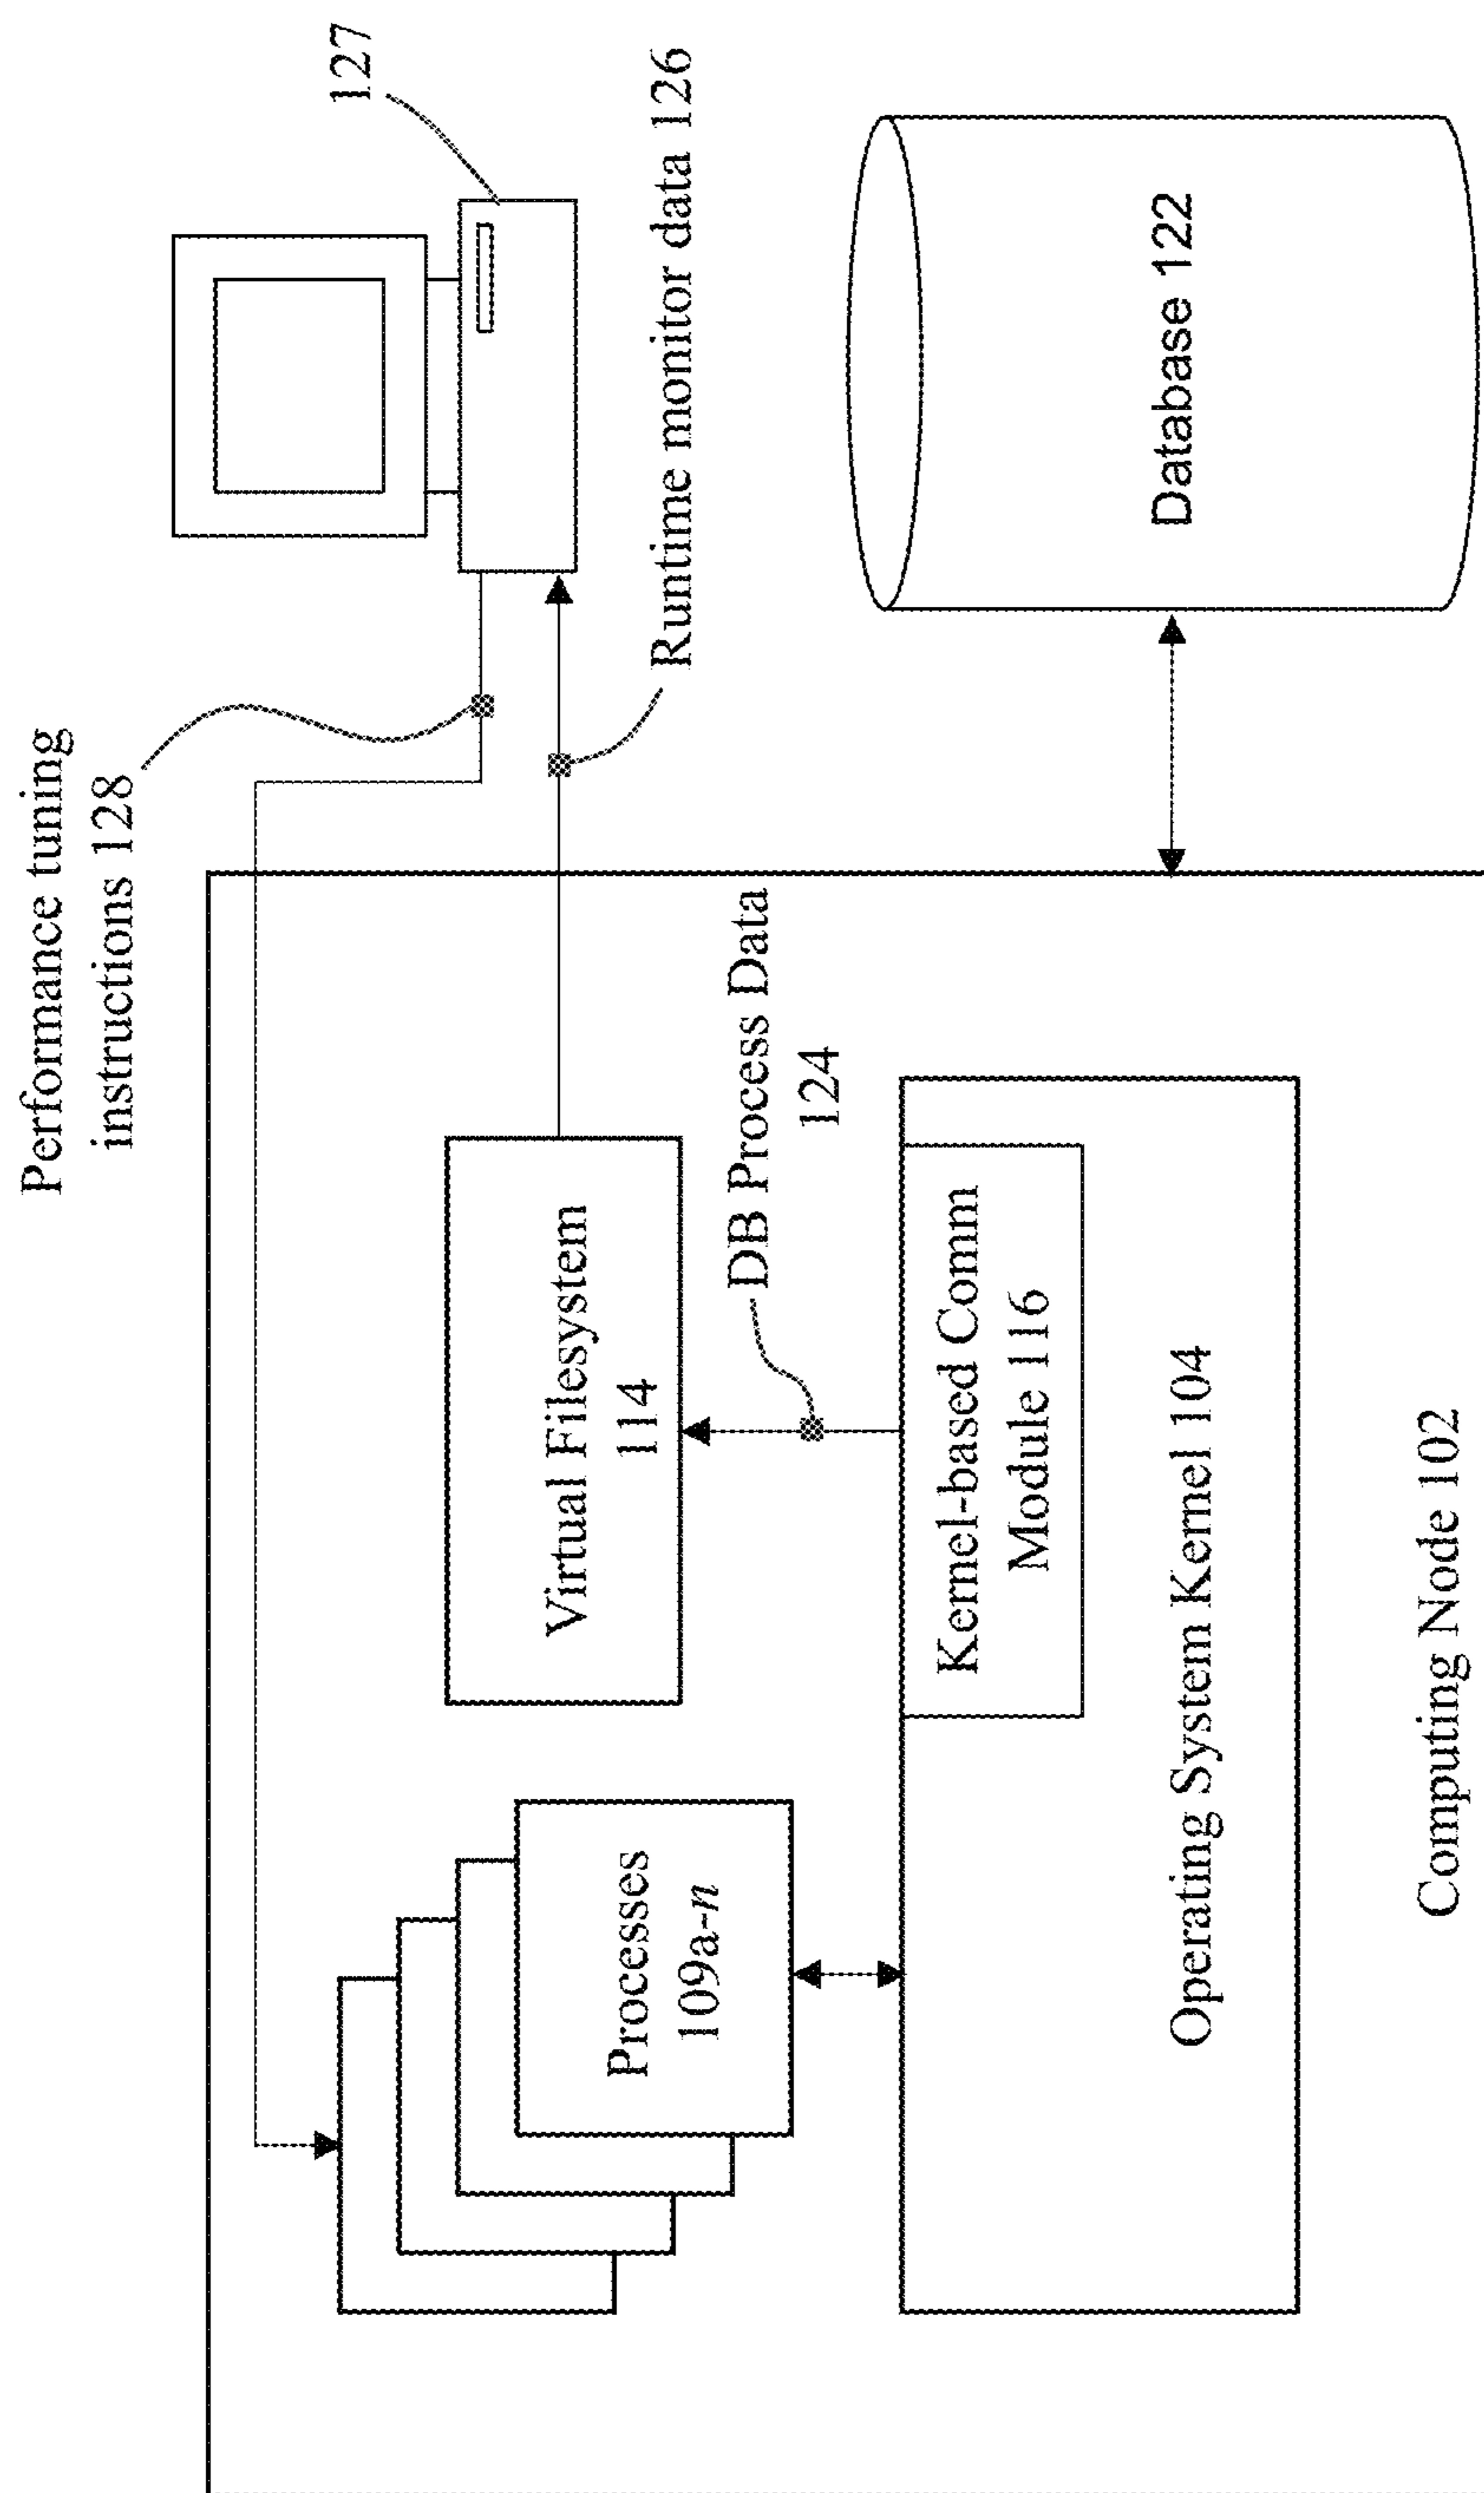 Performance tuning
instructions 128
127
Runtime monitor data 126
Virtual Filesystem
114
DB Process Data
124
Processes
109a-n
Kernel-based Comm
Module 116
Operating System Kernel 104
Database 122
Computing Node 102